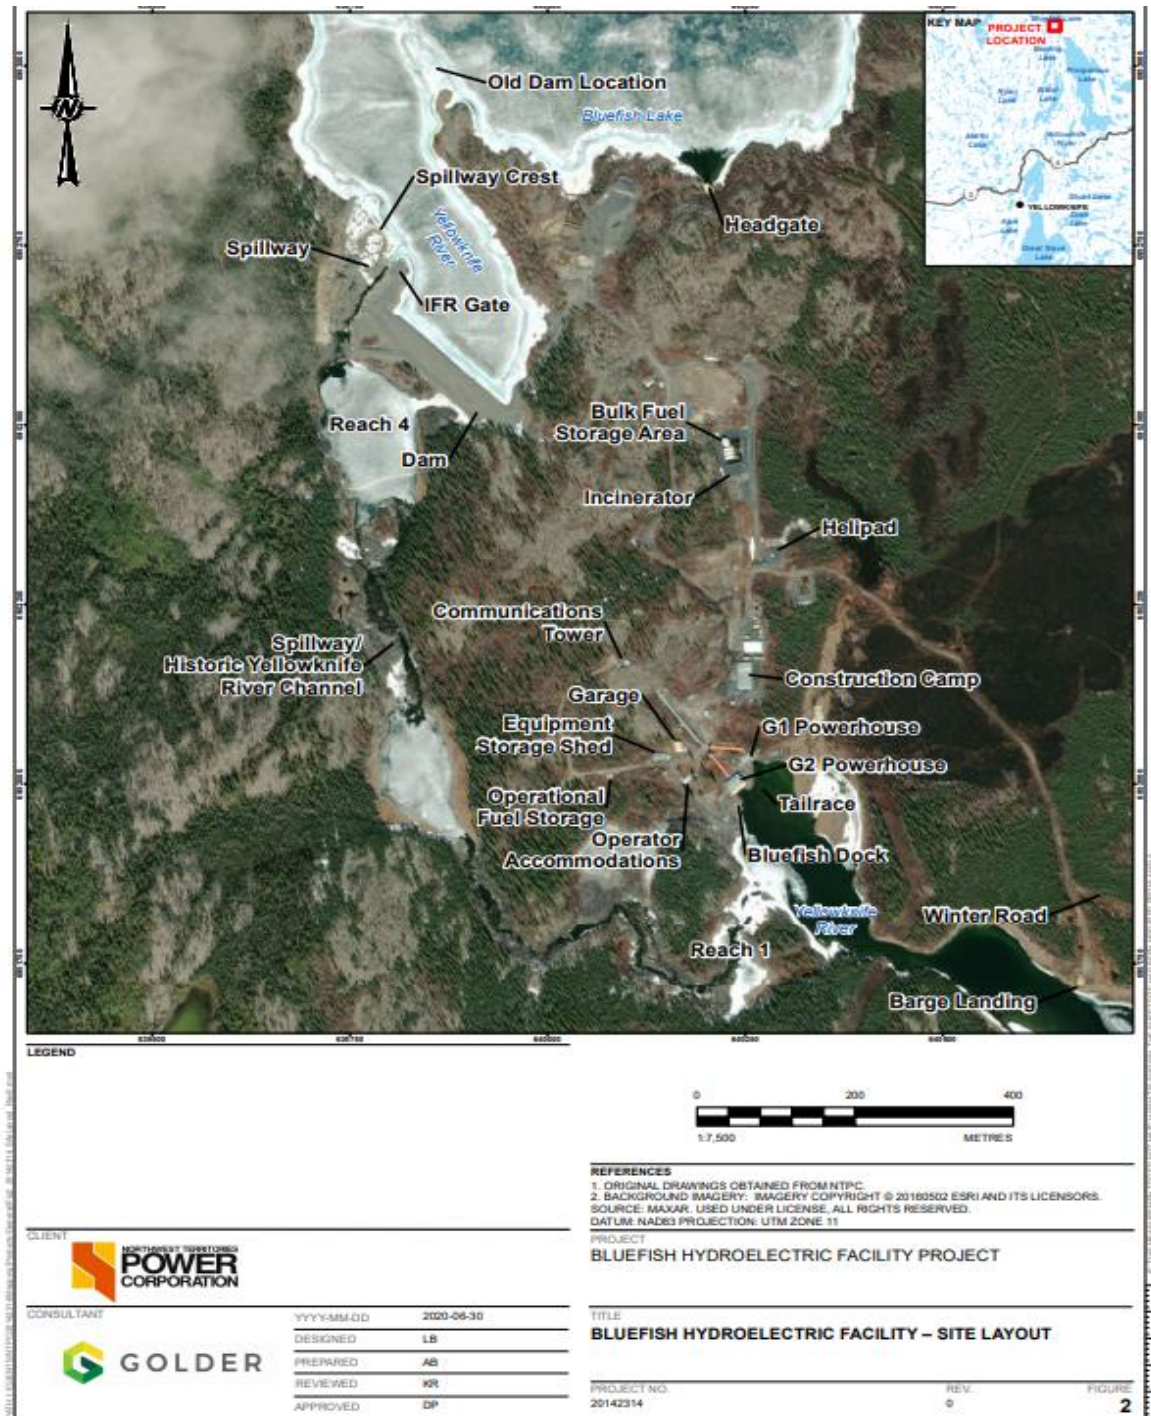 KEY MAP
PROJECT
LOCATION
Yellowknife
River
YELLOWKNIFE
Great Slave
Lake
Old Dam Location
Bluefish Lake
Spillway Crest
Yellowknife
River
Headgate
Spillway
IFR Gate
Reach 4
Dam
Bulk Fuel
Storage Area
Incinerator
Helipad
Communications
Tower
Spillway/
Historic Yellowknife
River Channel
Construction Camp
Garage
Equipment
Storage Shed
G1 Powerhouse
G2 Powerhouse
Operational
Fuel Storage
Tailrace
Operator
Accommodations
Bluefish Dock
Yellowknife
River
Winter Road
Reach 1
Barge Landing
LEGEND
0 200 400
1:7,500 METRES
REFERENCES
1. ORIGINAL DRAWINGS OBTAINED FROM NTPC.
2. BACKGROUND IMAGERY: IMAGERY COPYRIGHT © 20160502 ESRI AND ITS LICENSORS.
SOURCE: MAXAR. USED UNDER LICENSE, ALL RIGHTS RESERVED.
DATUM: NAD83 PROJECTION: UTM ZONE 11
CLIENT
NORTHWEST TERRITORIES
POWER
CORPORATION
PROJECT
BLUEFISH HYDROELECTRIC FACILITY PROJECT
CONSULTANT
GOLDER
YYYY-MM-DD 2020-06-30
DESIGNED LB
PREPARED AB
REVIEWED KR
APPROVED DP
TITLE
BLUEFISH HYDROELECTRIC FACILITY – SITE LAYOUT
PROJECT NO. REV. FIGURE
20142314 0 2